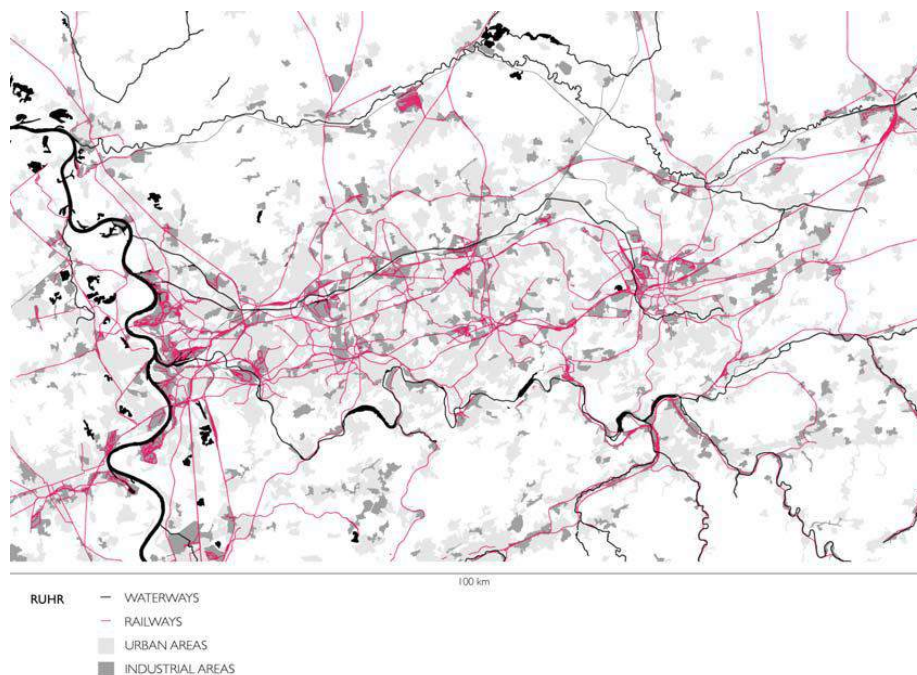 100 km
RUHR
WATERWAYS
RAILWAYS
URBAN AREAS
INDUSTRIAL AREAS